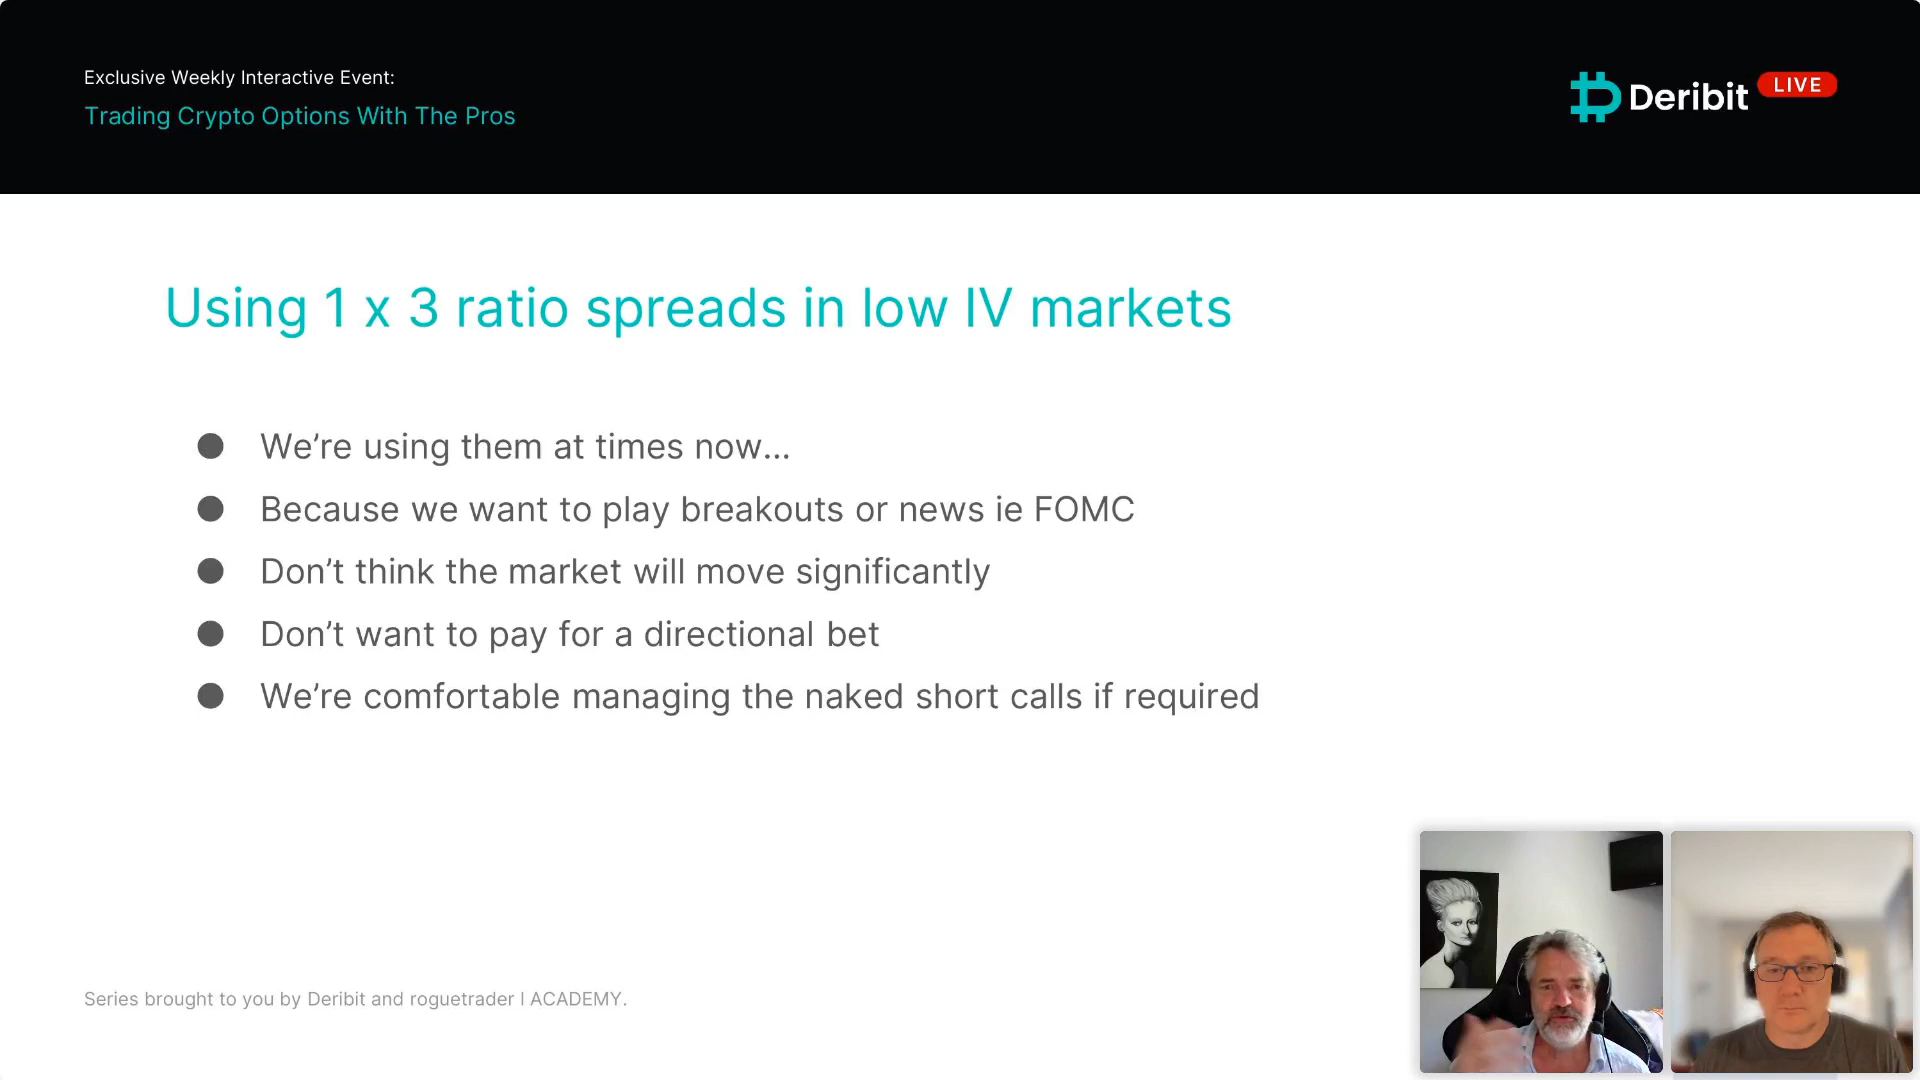 Exclusive Weekly Interactive Event:
Trading Crypto Options With The Pros
Deribit LIVE
Using 1 x 3 ratio spreads in low IV markets
We’re using them at times now...
Because we want to play breakouts or news ie FOMC
Don’t think the market will move significantly
Don’t want to pay for a directional bet
We’re comfortable managing the naked short calls if required
Series brought to you by Deribit and roguetrader | ACADEMY.